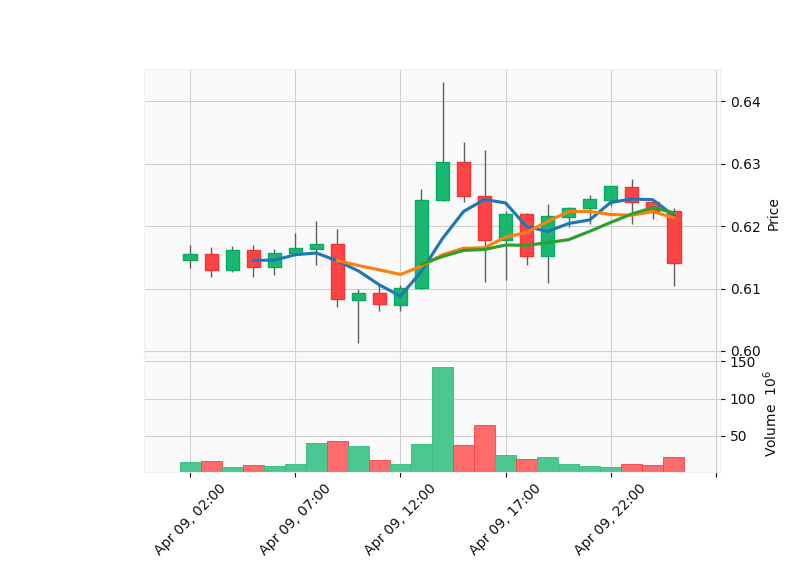 0.64
0.63
0.62
0.61
0.60
Price
150
100
50
Volume 10^6
Apr 09, 02:00
Apr 09, 07:00
Apr 09, 12:00
Apr 09, 17:00
Apr 09, 22:00